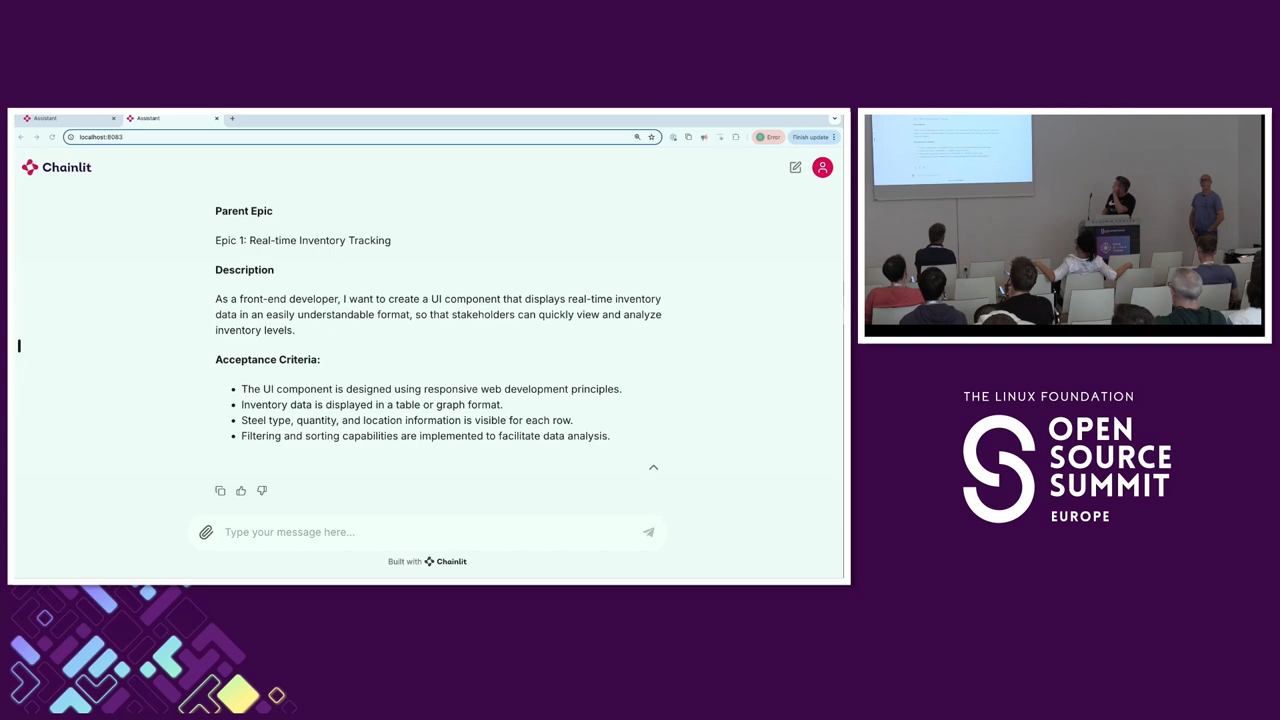 Assistant
Assistant
localhost:8083
Error
Finish update
Chainlit
Parent Epic
Epic 1: Real-time Inventory Tracking
Description
As a front-end developer, I want to create a UI component that displays real-time inventory
data in an easily understandable format, so that stakeholders can quickly view and analyze
inventory levels.
Acceptance Criteria:
The UI component is designed using responsive web development principles.
Inventory data is displayed in a table or graph format.
Steel type, quantity, and location information is visible for each row.
Filtering and sorting capabilities are implemented to facilitate data analysis.
Type your message here...
Built with Chainlit
THE LINUX FOUNDATION
OPEN
SOURCE
SUMMIT
EUROPE